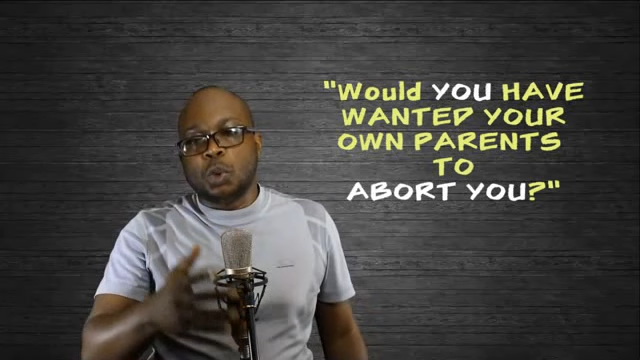 "Would YOU HAVE
WANTED YOUR
OWN PARENTS
TO
ABORT YOU?"